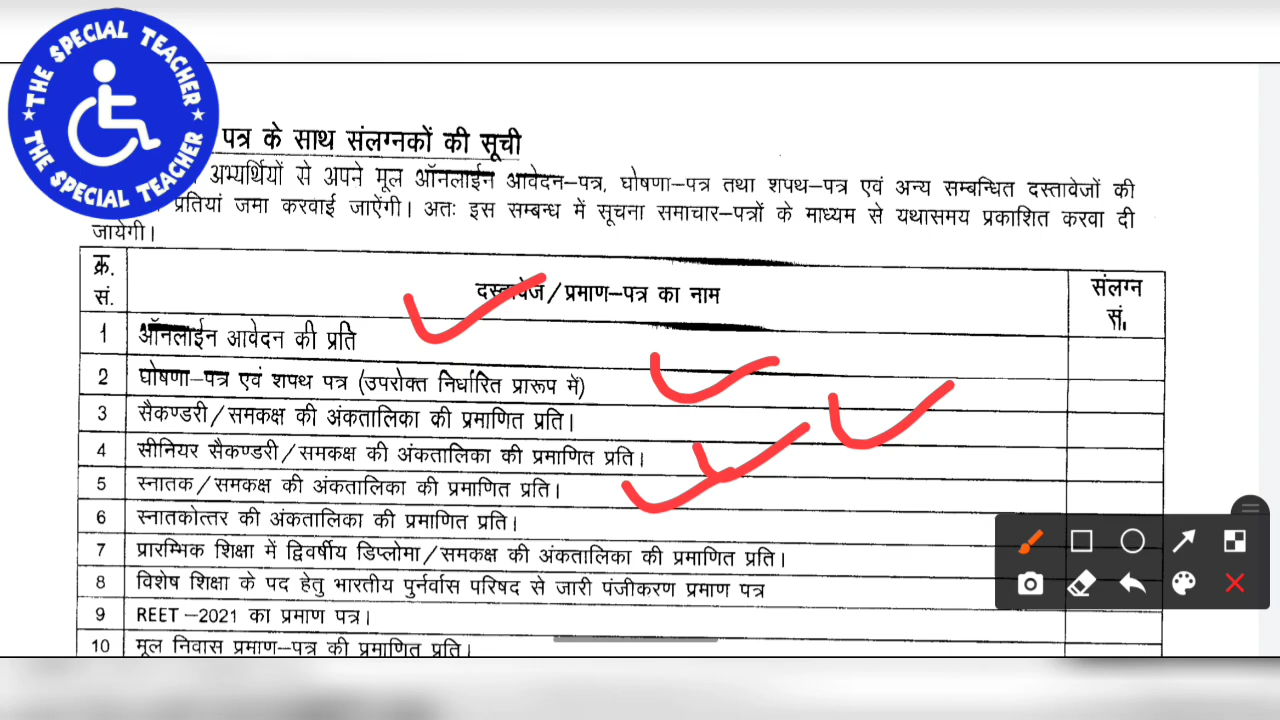 THE SPECIAL TEACHER
THE SPECIAL TEACHER
पत्र के साथ संलग्नकों की सूची
अभ्यर्थियों से अपने मूल ऑनलाईन आवेदन-पत्र, घोषणा-पत्र तथा शपथ-पत्र एवं अन्य सम्बन्धित दस्तावेजों की
प्रतियां जमा करवाई जाऐंगी। अतः इस सम्बन्ध में सूचना समाचार-पत्रों के माध्यम से यथासमय प्रकाशित करवा दी
जायेगी।
क्र. सं. दस्तावेज/प्रमाण-पत्र का नाम संलग्न सं.
1 ऑनलाईन आवेदन की प्रति
2 घोषणा-पत्र एवं शपथ पत्र (उपरोक्त निर्धारित प्रारूप में)
3 सैकण्डरी/समकक्ष की अंकतालिका की प्रमाणित प्रति।
4 सीनियर सैकण्डरी/समकक्ष की अंकतालिका की प्रमाणित प्रति।
5 स्नातक/समकक्ष की अंकतालिका की प्रमाणित प्रति।
6 स्नातकोत्तर की अंकतालिका की प्रमाणित प्रति।
7 प्रारम्भिक शिक्षा में द्विवर्षीय डिप्लोमा/समकक्ष की अंकतालिका की प्रमाणित प्रति।
8 विशेष शिक्षा के पद हेतु भारतीय पुर्नर्वास परिषद से जारी पंजीकरण प्रमाण पत्र
9 REET-2021 का प्रमाण पत्र।
10 मूल निवास प्रमाण-पत्र की प्रमाणित प्रति।